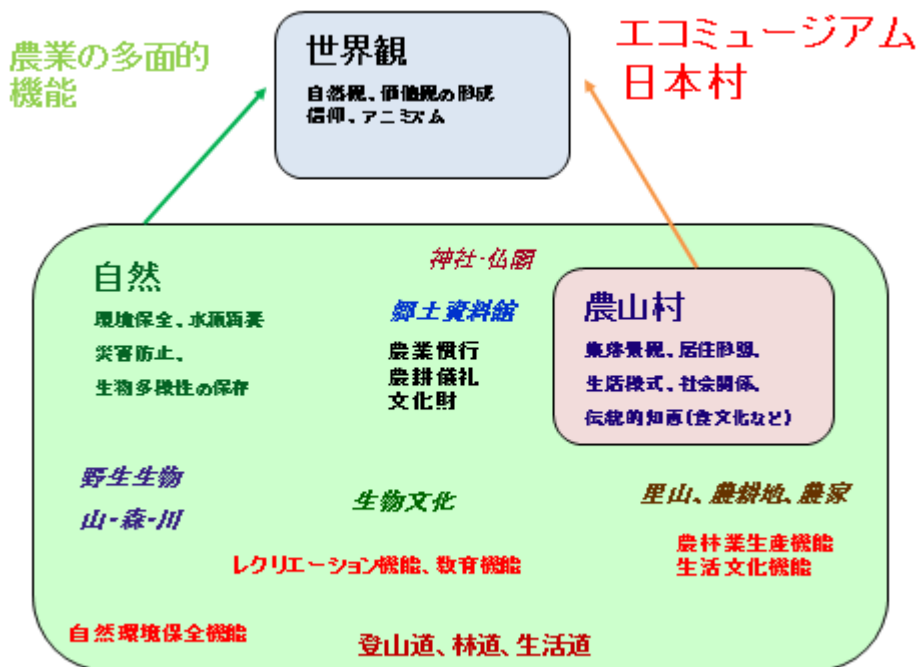 農業の多面的
機能
世界観
自然観、価値観の形成
信仰、アニミズム
エコミュージアム
日本村
自然
環境保全、水源涵養
災害防止、
生物多様性の保存
神社・仏閣
郷土資料館
農業慣行
農耕儀礼
文化財
農山村
集落景観、居住形態、
生活様式、社会関係、
伝統的知恵(食文化など)
野生生物
山・森・川
生物文化
里山、農耕地、農家
レクリエーション機能、教育機能
農林業生産機能
生活文化機能
自然環境保全機能
登山道、林道、生活道